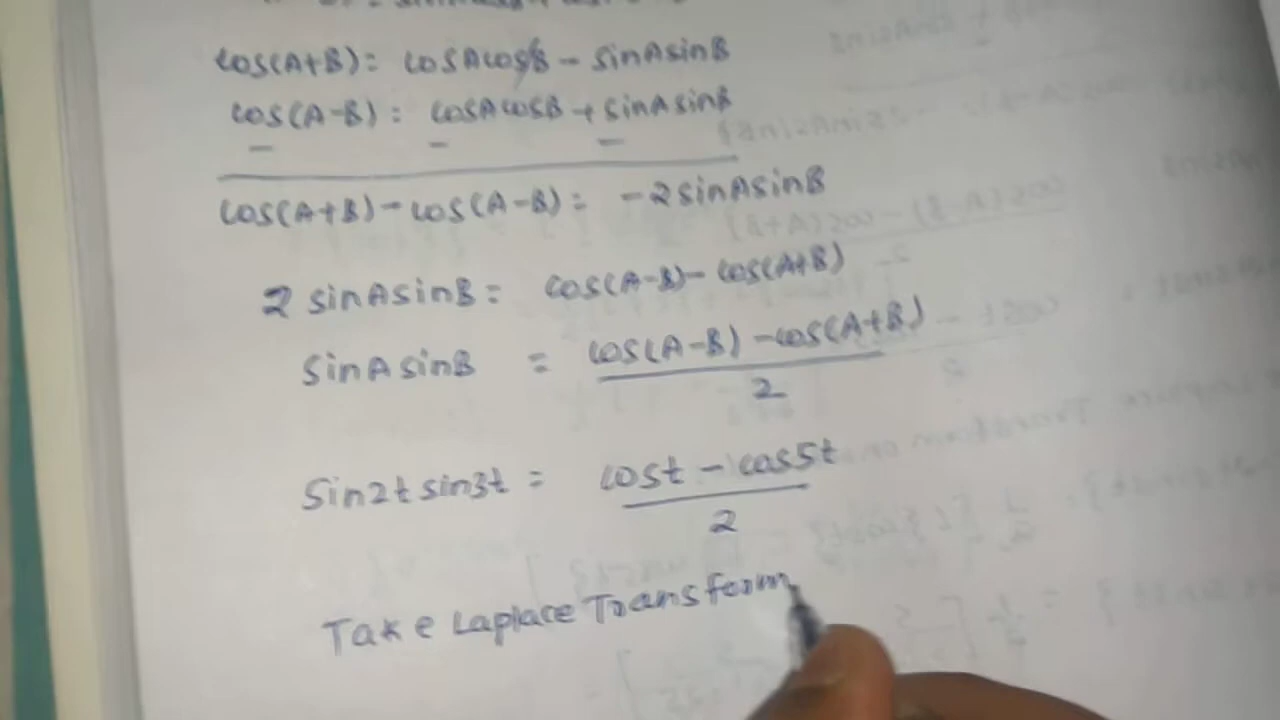 cos(A+B) = cosAcosB - sinAsinB
cos(A-B) = cosAcosB + sinAsinB
- - -
cos(A+B) - cos(A-B) = -2sinAsinB
2 sinAsinB = cos(A-B) - cos(A+B)
sinAsinB = cos(A-B) - cos(A+B)
2
Sin2t sin3t = cost - cos5t
2
Take Laplace Transform